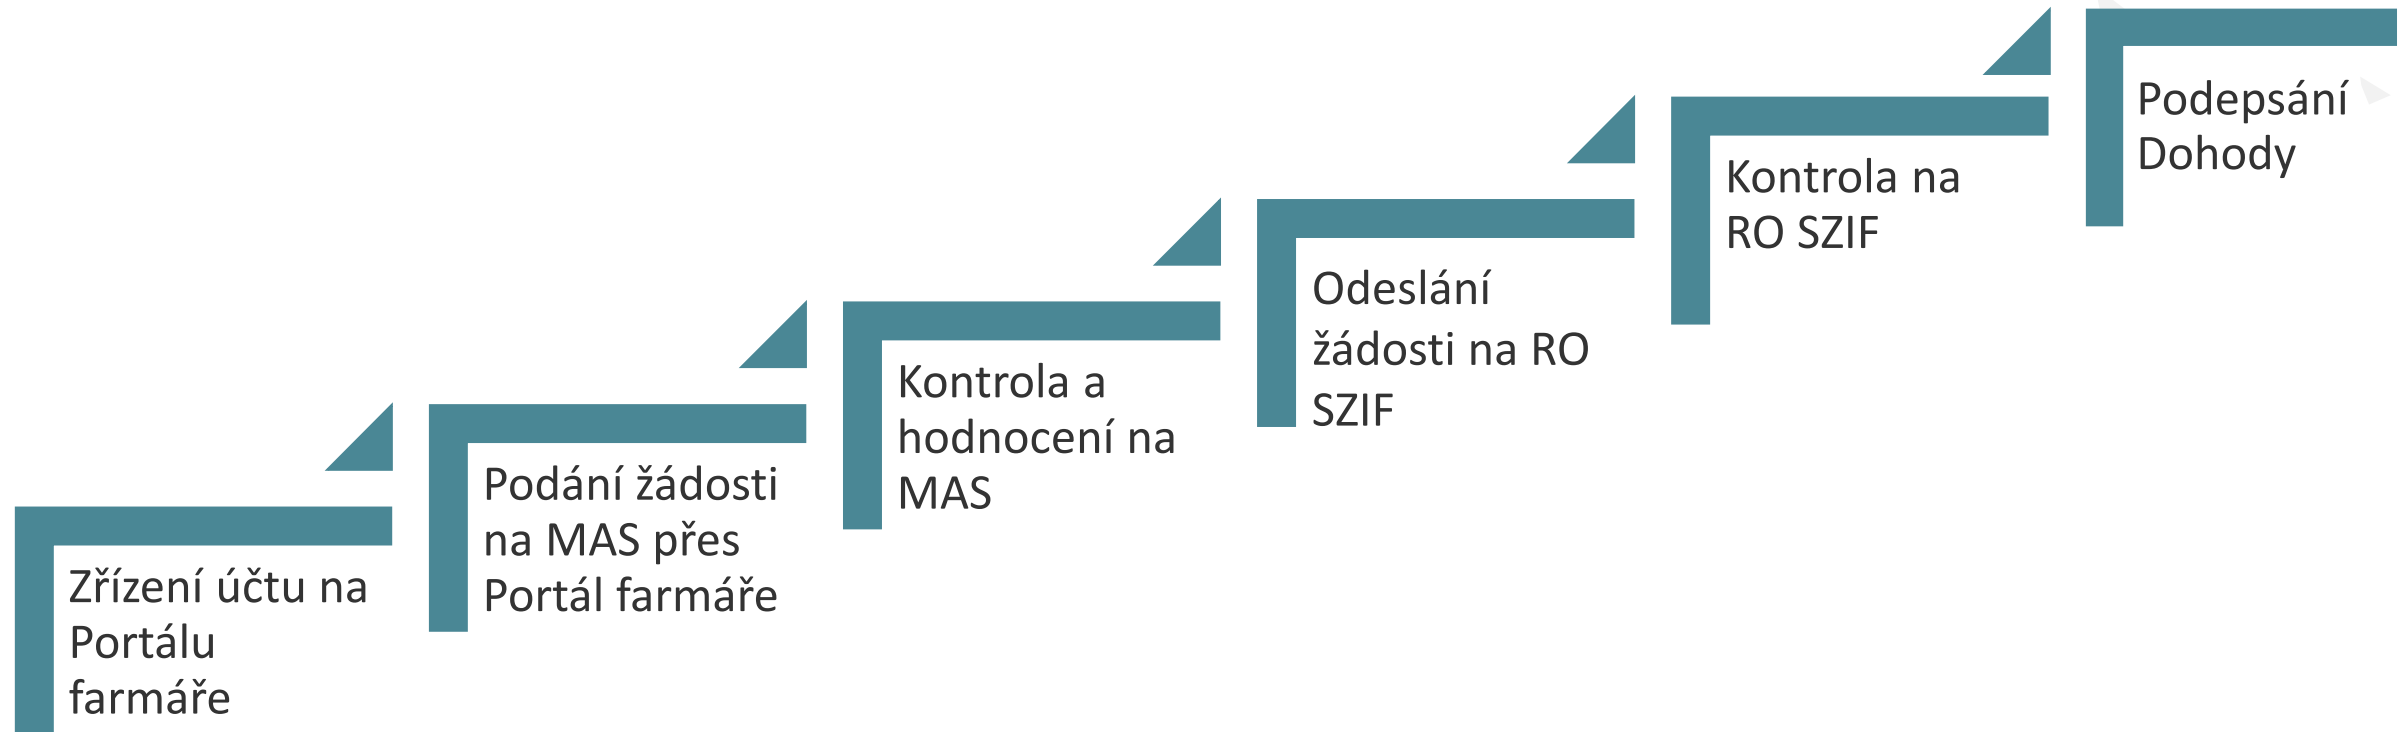 Zřízení účtu na
Portálu
farmáře
Podání žádosti
na MAS přes
Portál farmáře
Kontrola a
hodnocení na
MAS
Odeslání
žádosti na RO
SZIF
Kontrola na
RO SZIF
Podepsání
Dohody